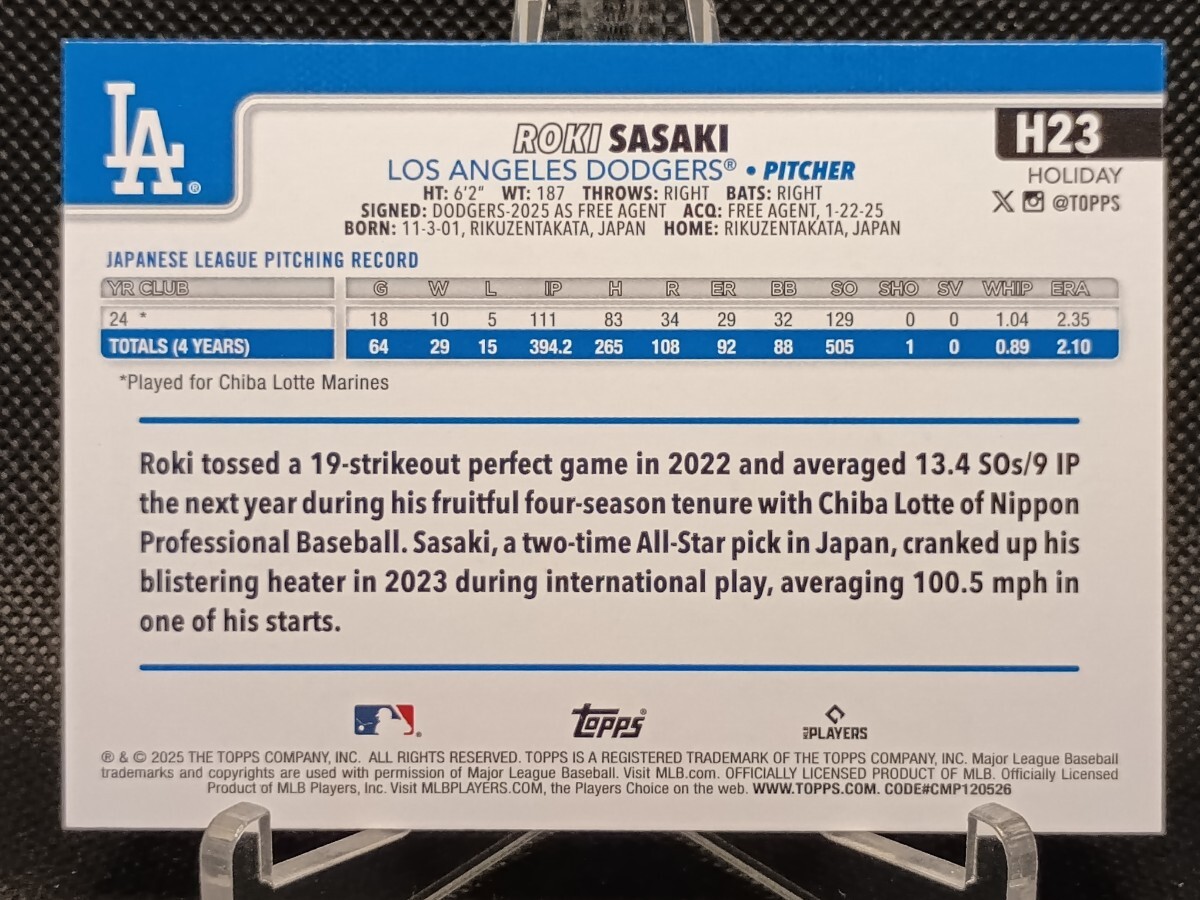 LA®
ROKI SASAKI
LOS ANGELES DODGERS® • PITCHER
HT: 6'2" WT: 187 THROWS: RIGHT BATS: RIGHT
SIGNED: DODGERS-2025 AS FREE AGENT ACQ: FREE AGENT, 1-22-25
BORN: 11-3-01, RIKUZENTAKATA, JAPAN HOME: RIKUZENTAKATA, JAPAN
H23
HOLIDAY
X @TOPPS
JAPANESE LEAGUE PITCHING RECORD
YR CLUB G W L IP H R ER BB SO SHO SV WHIP ERA
24 * 18 10 5 111 83 34 29 32 129 0 0 1.04 2.35
TOTALS (4 YEARS) 64 29 15 394.2 265 108 92 88 505 1 0 0.89 2.10
*Played for Chiba Lotte Marines
Roki tossed a 19-strikeout perfect game in 2022 and averaged 13.4 SOs/9 IP
the next year during his fruitful four-season tenure with Chiba Lotte of Nippon
Professional Baseball. Sasaki, a two-time All-Star pick in Japan, cranked up his
blistering heater in 2023 during international play, averaging 100.5 mph in
one of his starts.
Topps® PLAYERS
® & © 2025 THE TOPPS COMPANY, INC. ALL RIGHTS RESERVED. TOPPS IS A REGISTERED TRADEMARK OF THE TOPPS COMPANY, INC. Major League Baseball
trademarks and copyrights are used with permission of Major League Baseball. Visit MLB.com. OFFICIALLY LICENSED PRODUCT OF MLB. Officially Licensed
Product of MLB Players, Inc. Visit MLBPLAYERS.COM, the Players Choice on the web. WWW.TOPPS.COM. CODE#CMP120526